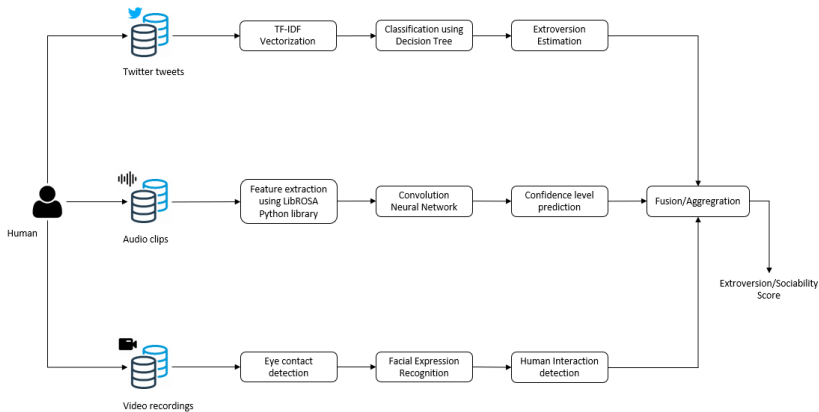 TF-IDF
Vectorization
Classification using
Decision Tree
Extroversion
Estimation
Twitter tweets
Human
Feature extraction
using LibROSA
Python library
Convolution
Neural Network
Confidence level
prediction
Fusion/Aggregration
Audio clips
Extroversion/Sociability
Score
Eye contact
detection
Facial Expression
Recognition
Human Interaction
detection
Video recordings